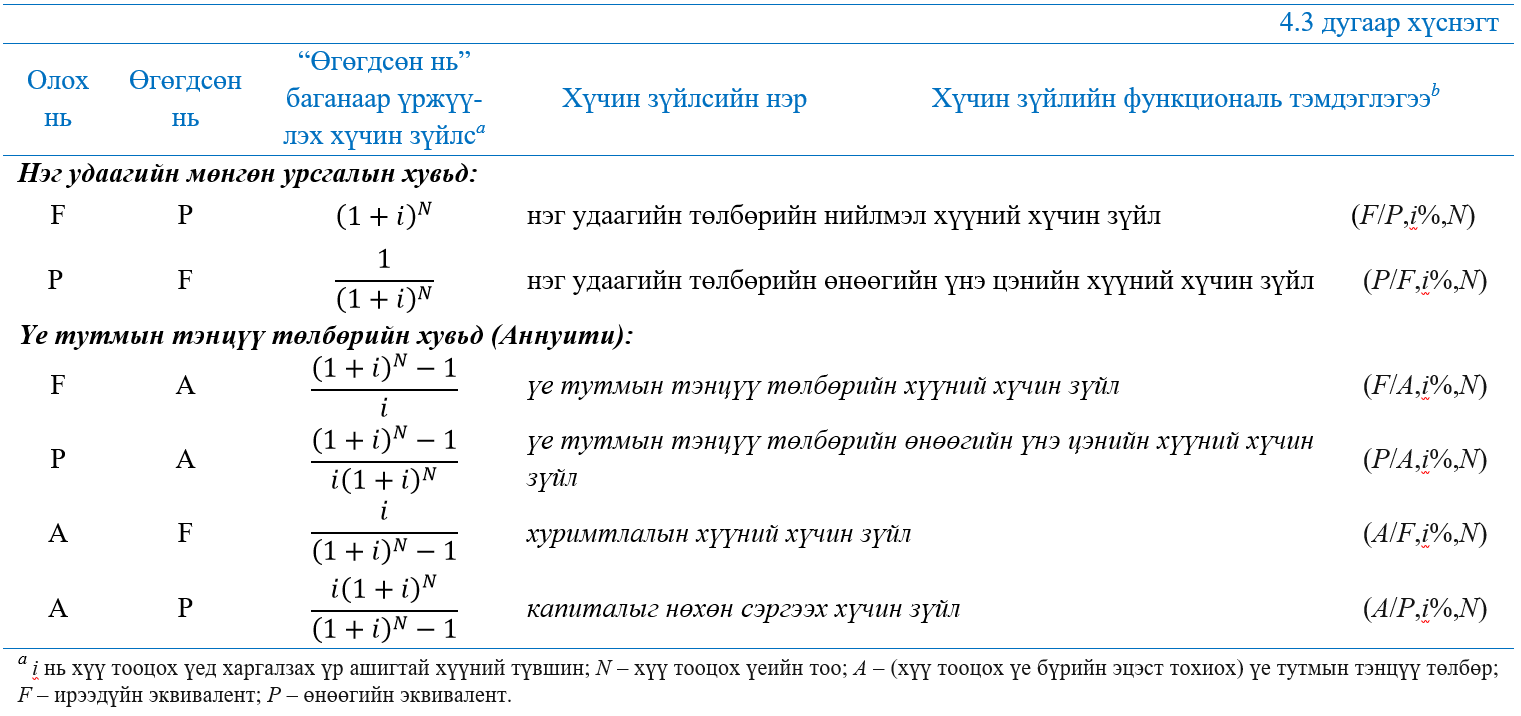 4.3 дугаар хүснэгт
Олох нь
Өгөгдсөн нь
“Өгөгдсөн нь” баганаар үржүү-лэх хүчин зүйлс^a
Хүчин зүйлсийн нэр
Хүчин зүйлийн функциональ тэмдэглэгээ^b
Нэг удаагийн мөнгөн урсгалын хувьд:
F P (1 + i)^N нэг удаагийн төлбөрийн нийлмэл хүүний хүчин зүйл (F/P,i%,N)
P F 1/(1 + i)^N нэг удаагийн төлбөрийн өнөөгийн үнэ цэнийн хүүний хүчин зүйл (P/F,i%,N)
Үе тутмын тэнцүү төлбөрийн хувьд (Аннуити):
F A ((1 + i)^N − 1)/i үе тутмын тэнцүү төлбөрийн хүүний хүчин зүйл (F/A,i%,N)
P A ((1 + i)^N − 1)/(i(1 + i)^N) үе тутмын тэнцүү төлбөрийн өнөөгийн үнэ цэнийн хүүний хүчин зүйл (P/A,i%,N)
A F i/((1 + i)^N − 1) хуримтлалын хүүний хүчин зүйл (A/F,i%,N)
A P (i(1 + i)^N)/((1 + i)^N − 1) капиталыг нөхөн сэргээх хүчин зүйл (A/P,i%,N)
^a i нь хүү тооцох үед харгалзах үр ашигтай хүүний түвшин; N – хүү тооцох үеийн тоо; A – (хүү тооцох үе бүрийн эцэст тохиох) үе тутмын тэнцүү төлбөр;
F – ирээдүйн эквивалент; P – өнөөгийн эквивалент.